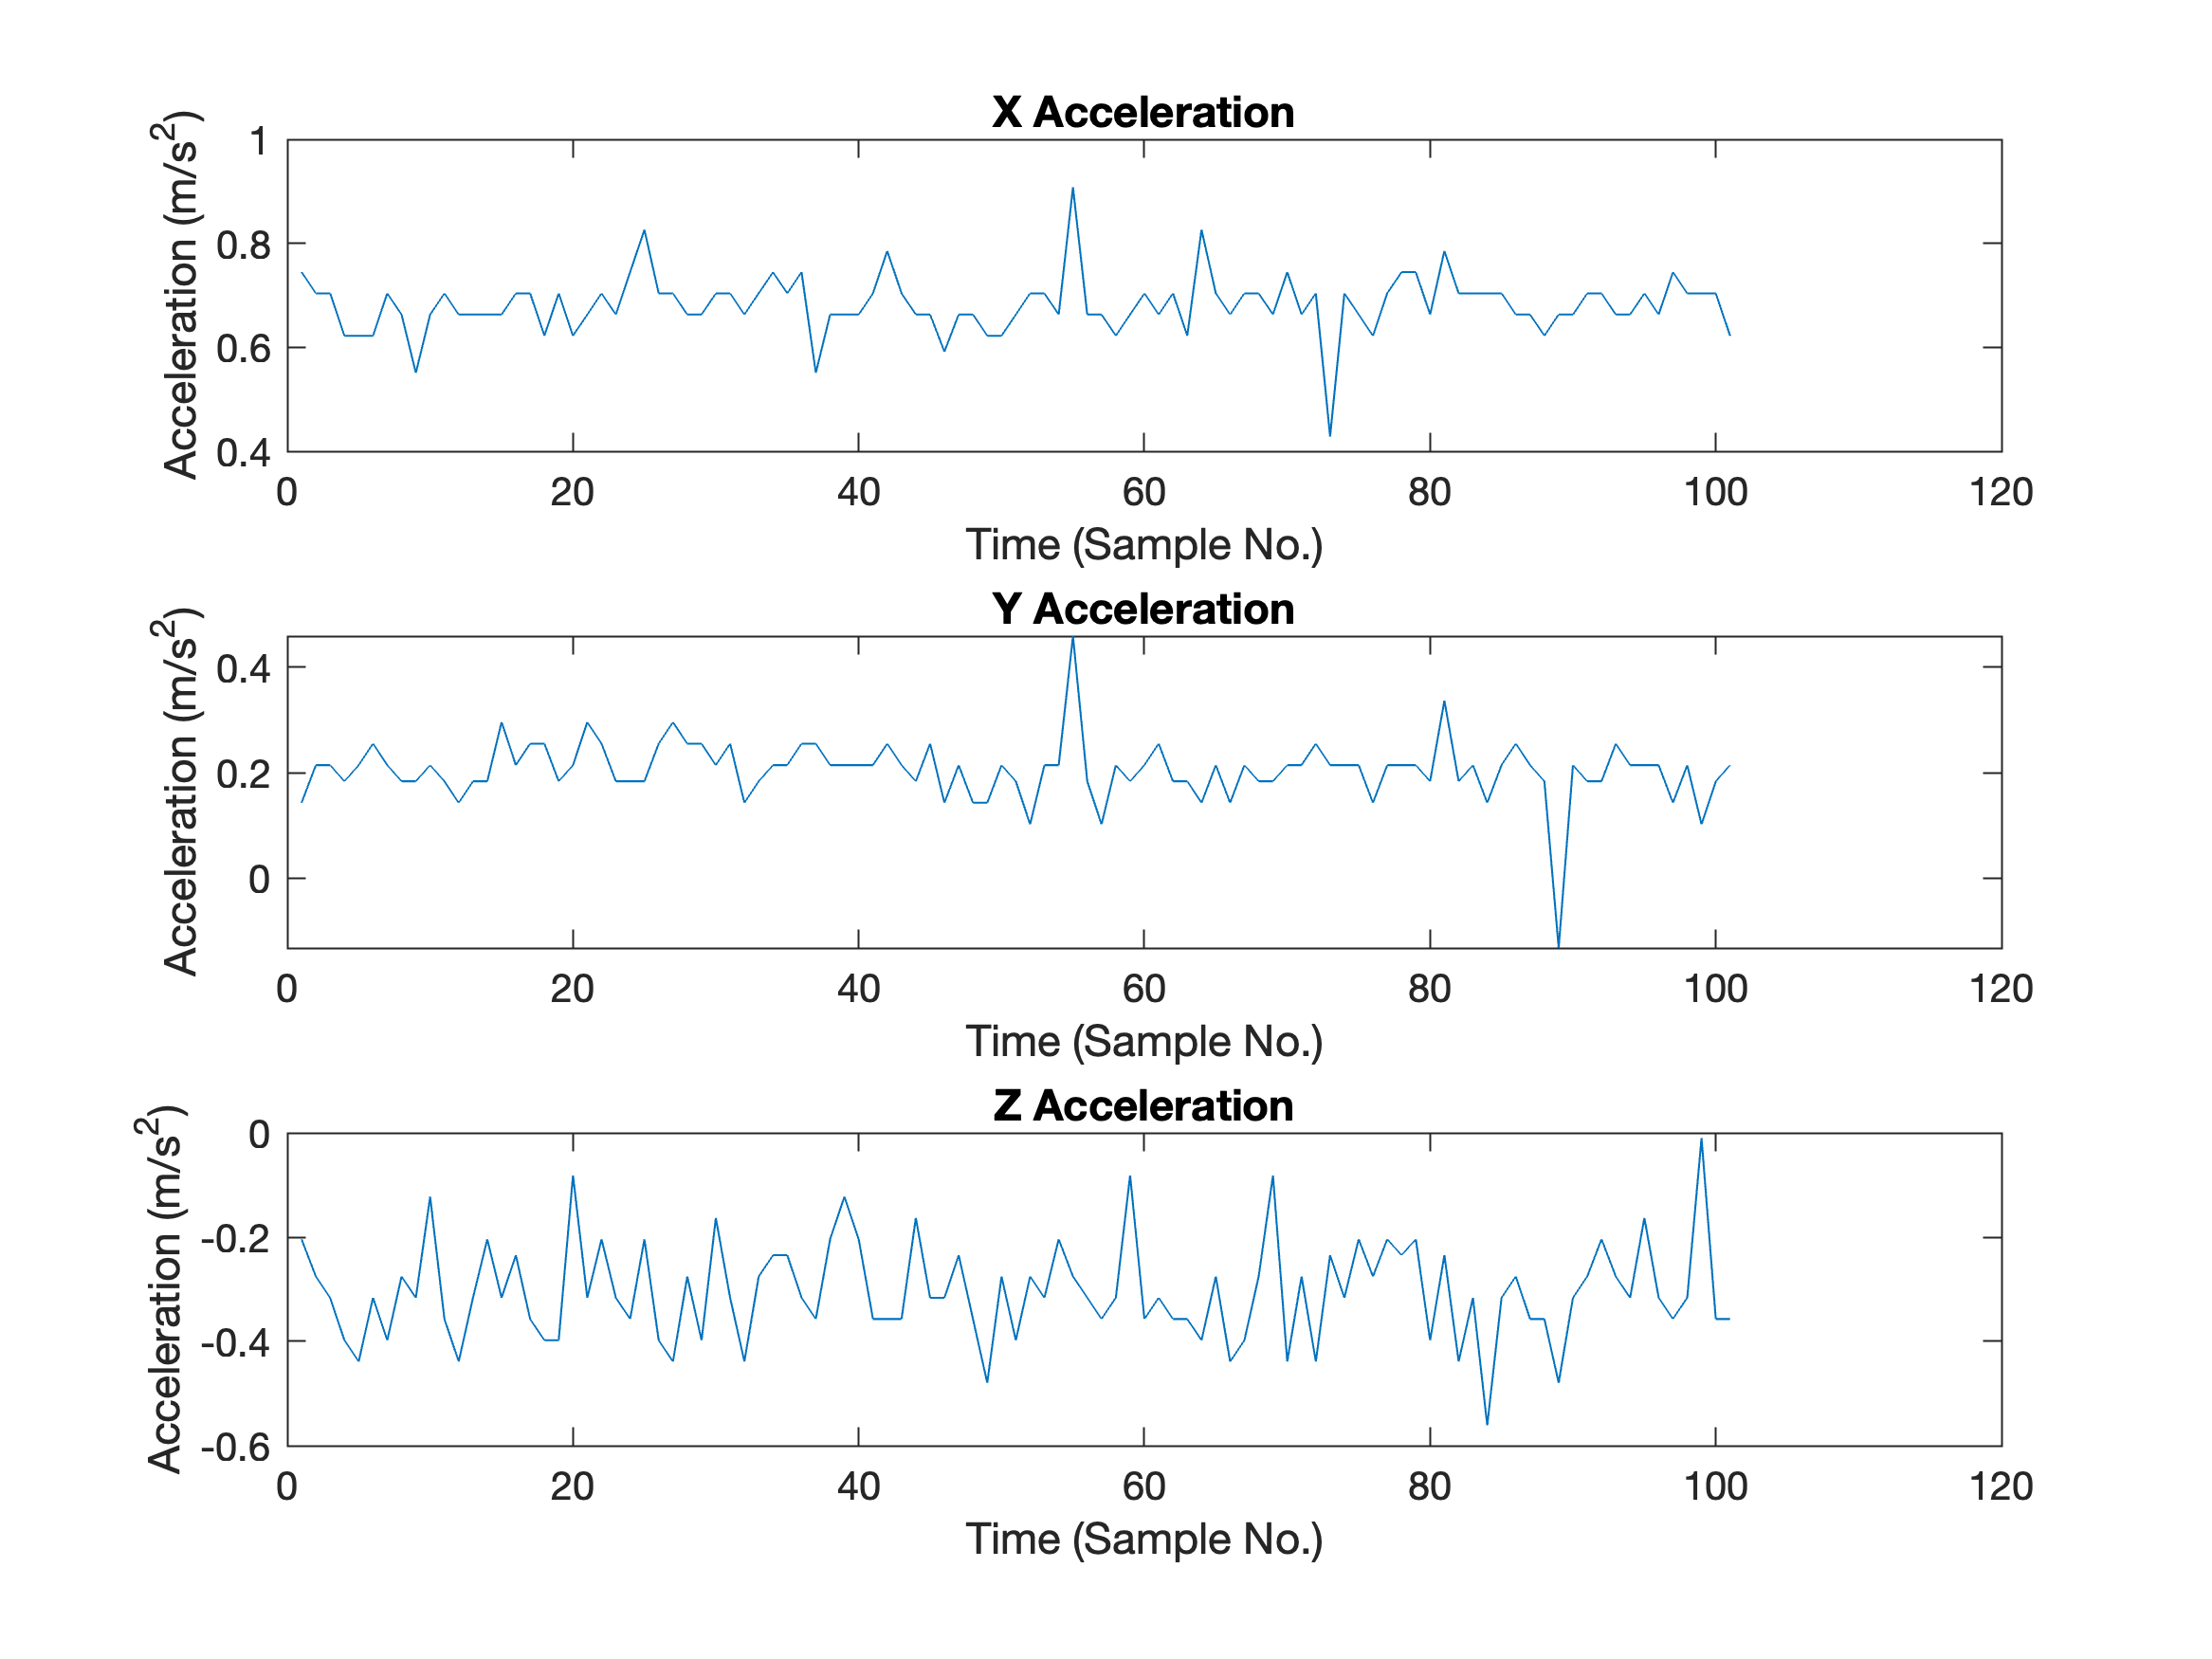 X Acceleration
Acceleration (m/s²)
1
0.8
0.6
0.4
0 20 40 60 80 100 120
Time (Sample No.)
Y Acceleration
Acceleration (m/s²)
0.4
0.2
0
0 20 40 60 80 100 120
Time (Sample No.)
Z Acceleration
Acceleration (m/s²)
0
-0.2
-0.4
-0.6
0 20 40 60 80 100 120
Time (Sample No.)